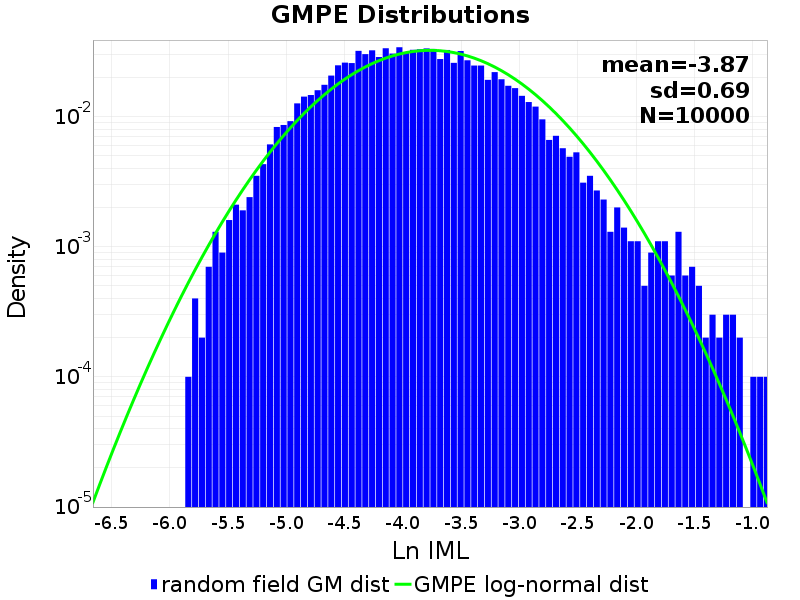 GMPE Distributions
mean=-3.87
sd=0.69
N=10000
Density
10-2
10-3
10-4
10-5
-6.5 -6.0 -5.5 -5.0 -4.5 -4.0 -3.5 -3.0 -2.5 -2.0 -1.5 -1.0
Ln IML
random field GM dist GMPE log-normal dist